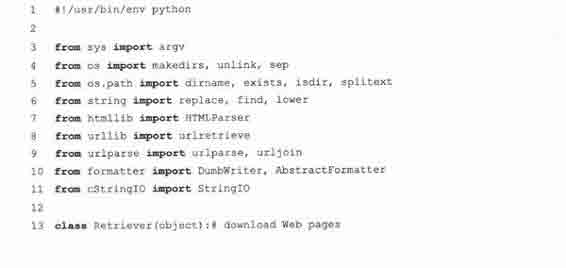 1 #!/usr/bin/env python
2
3 from sys import argv
4 from os import makedirs, unlink, sep
5 from os.path import dirname, exists, isdir, splitext
6 from string import replace, find, lower
7 from htmllib import HTMLParser
8 from urllib import urlretrieve
9 from urlparse import urlparse, urljoin
10 from formatter import DumbWriter, AbstractFormatter
11 from cStringIO import StringIO
12
13 class Retriever(object):# download Web pages